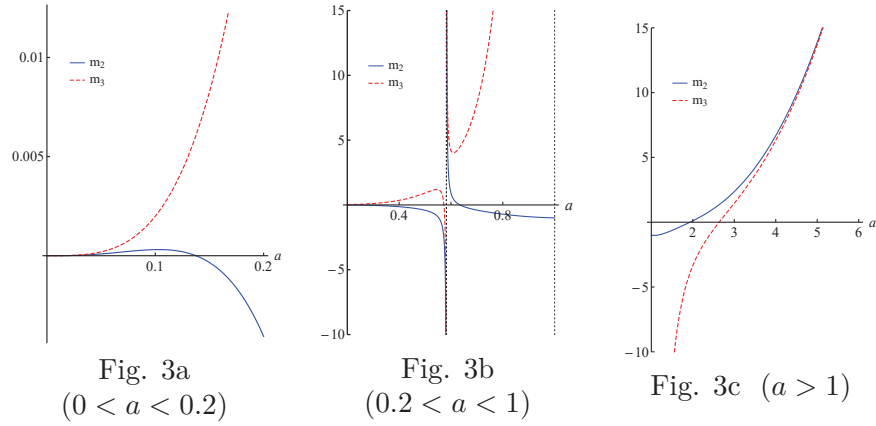 0.01
0.005
m₂
m₃
0.1
0.2
a
Fig. 3a
(0 < a < 0.2)
15
10
5
−5
−10
m₂
m₃
0.4
0.6
0.8
a
Fig. 3b
(0.2 < a < 1)
15
10
5
−5
−10
m₂
m₃
2
3
4
5
6
a
Fig. 3c (a > 1)